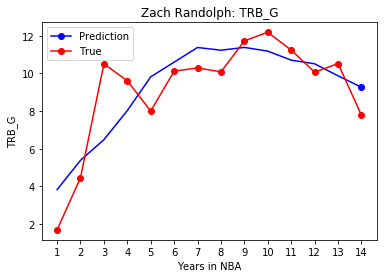 Zach Randolph: TRB_G
Prediction
True
TRB_G
12
10
8
6
4
2
1 2 3 4 5 6 7 8 9 10 11 12 13 14
Years in NBA